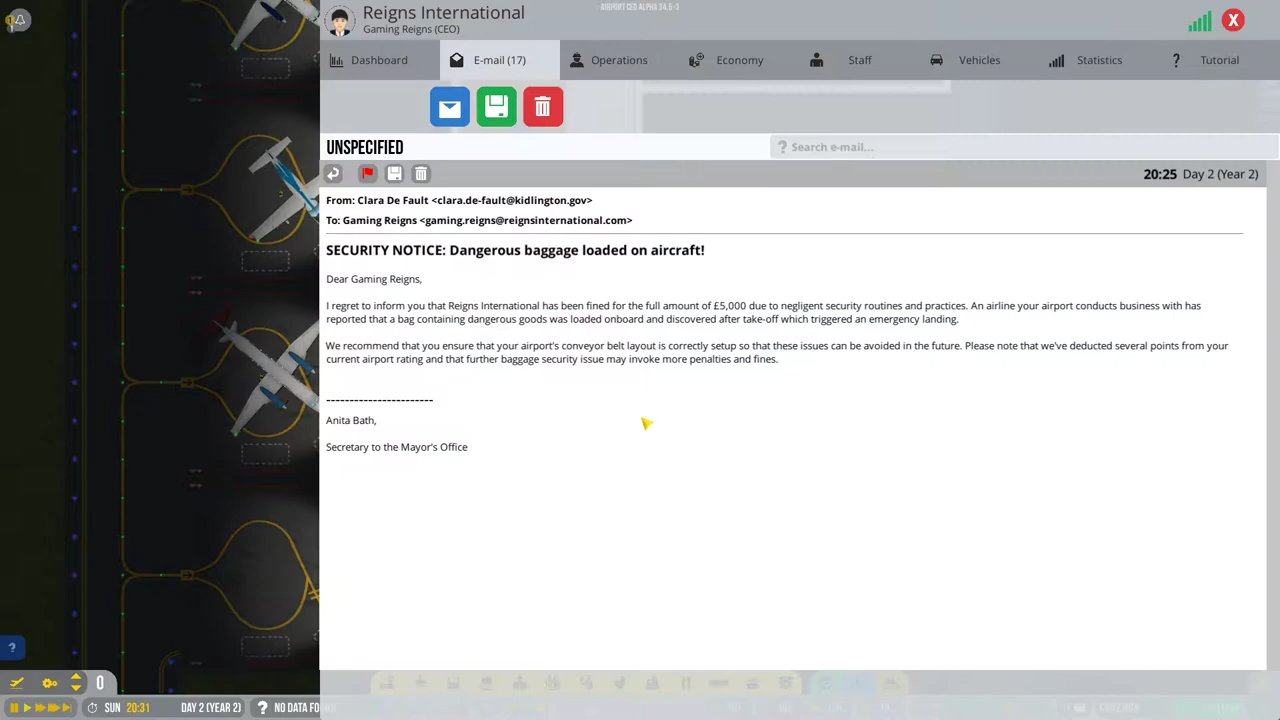 AIRPORT CEO ALPHA 34.6-3
Reigns International
Gaming Reigns (CEO)
Dashboard
E-mail (17)
Operations
Economy
Staff
Vehicles
Statistics
? Tutorial
UNSPECIFIED
? Search e-mail...
20:25 Day 2 (Year 2)
From: Clara De Fault <clara.de-fault@kidlington.gov>
To: Gaming Reigns <gaming.reigns@reignsinternational.com>
SECURITY NOTICE: Dangerous baggage loaded on aircraft!
Dear Gaming Reigns,
I regret to inform you that Reigns International has been fined for the full amount of £5,000 due to negligent security routines and practices. An airline your airport conducts business with has
reported that a bag containing dangerous goods was loaded onboard and discovered after take-off which triggered an emergency landing.
We recommend that you ensure that your airport's conveyor belt layout is correctly setup so that these issues can be avoided in the future. Please note that we've deducted several points from your
current airport rating and that further baggage security issue may invoke more penalties and fines.
-----------------------
Anita Bath,
Secretary to the Mayor's Office
?
0
SUN 20:31 DAY 2 (YEAR 2) ? NO DATA FO